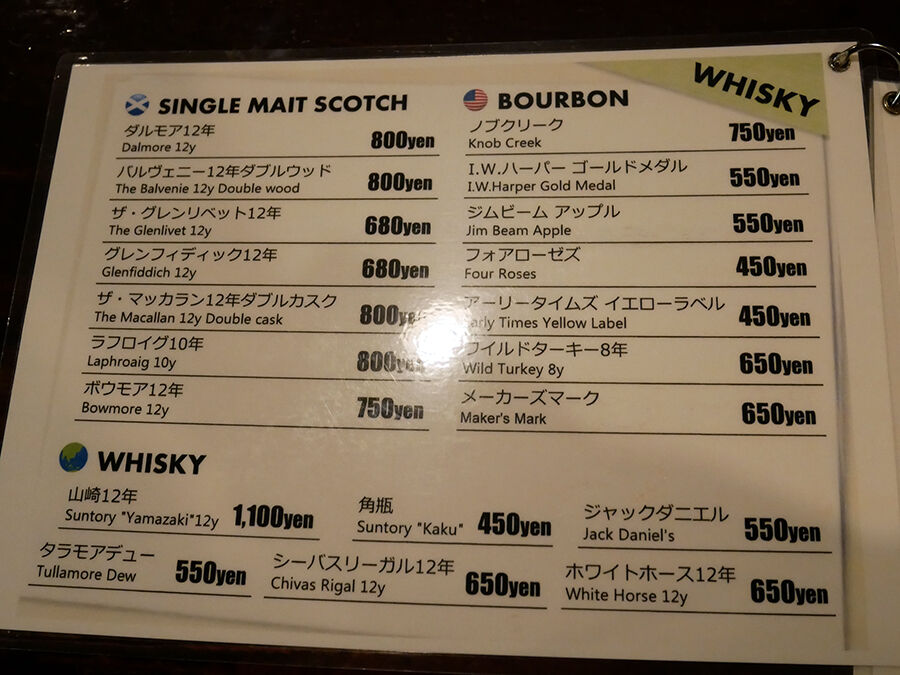 WHISKY
SINGLE MAIT SCOTCH
ダルモア12年
Dalmore 12y 800yen
バルヴェニー12年ダブルウッド
The Balvenie 12y Double wood 800yen
ザ・グレンリベット12年
The Glenlivet 12y 680yen
グレンフィディック12年
Glenfiddich 12y 680yen
ザ・マッカラン12年ダブルカスク
The Macallan 12y Double cask 800yen
ラフロイグ10年
Laphroaig 10y 800yen
ボウモア12年
Bowmore 12y 750yen
BOURBON
ノブクリーク
Knob Creek 750yen
I.W.ハーパー ゴールドメダル
I.W.Harper Gold Medal 550yen
ジムビーム アップル
Jim Beam Apple 550yen
フォアローゼズ
Four Roses 450yen
アーリータイムズ イエローラベル
Early Times Yellow Label 450yen
ワイルドターキー8年
Wild Turkey 8y 650yen
メーカーズマーク
Maker's Mark 650yen
WHISKY
山崎12年
Suntory "Yamazaki"12y 1,100yen
角瓶
Suntory "Kaku" 450yen
ジャックダニエル
Jack Daniel's 550yen
タラモアデュー
Tullamore Dew 550yen
シーバスリーガル12年
Chivas Rigal 12y 650yen
ホワイトホース12年
White Horse 12y 650yen